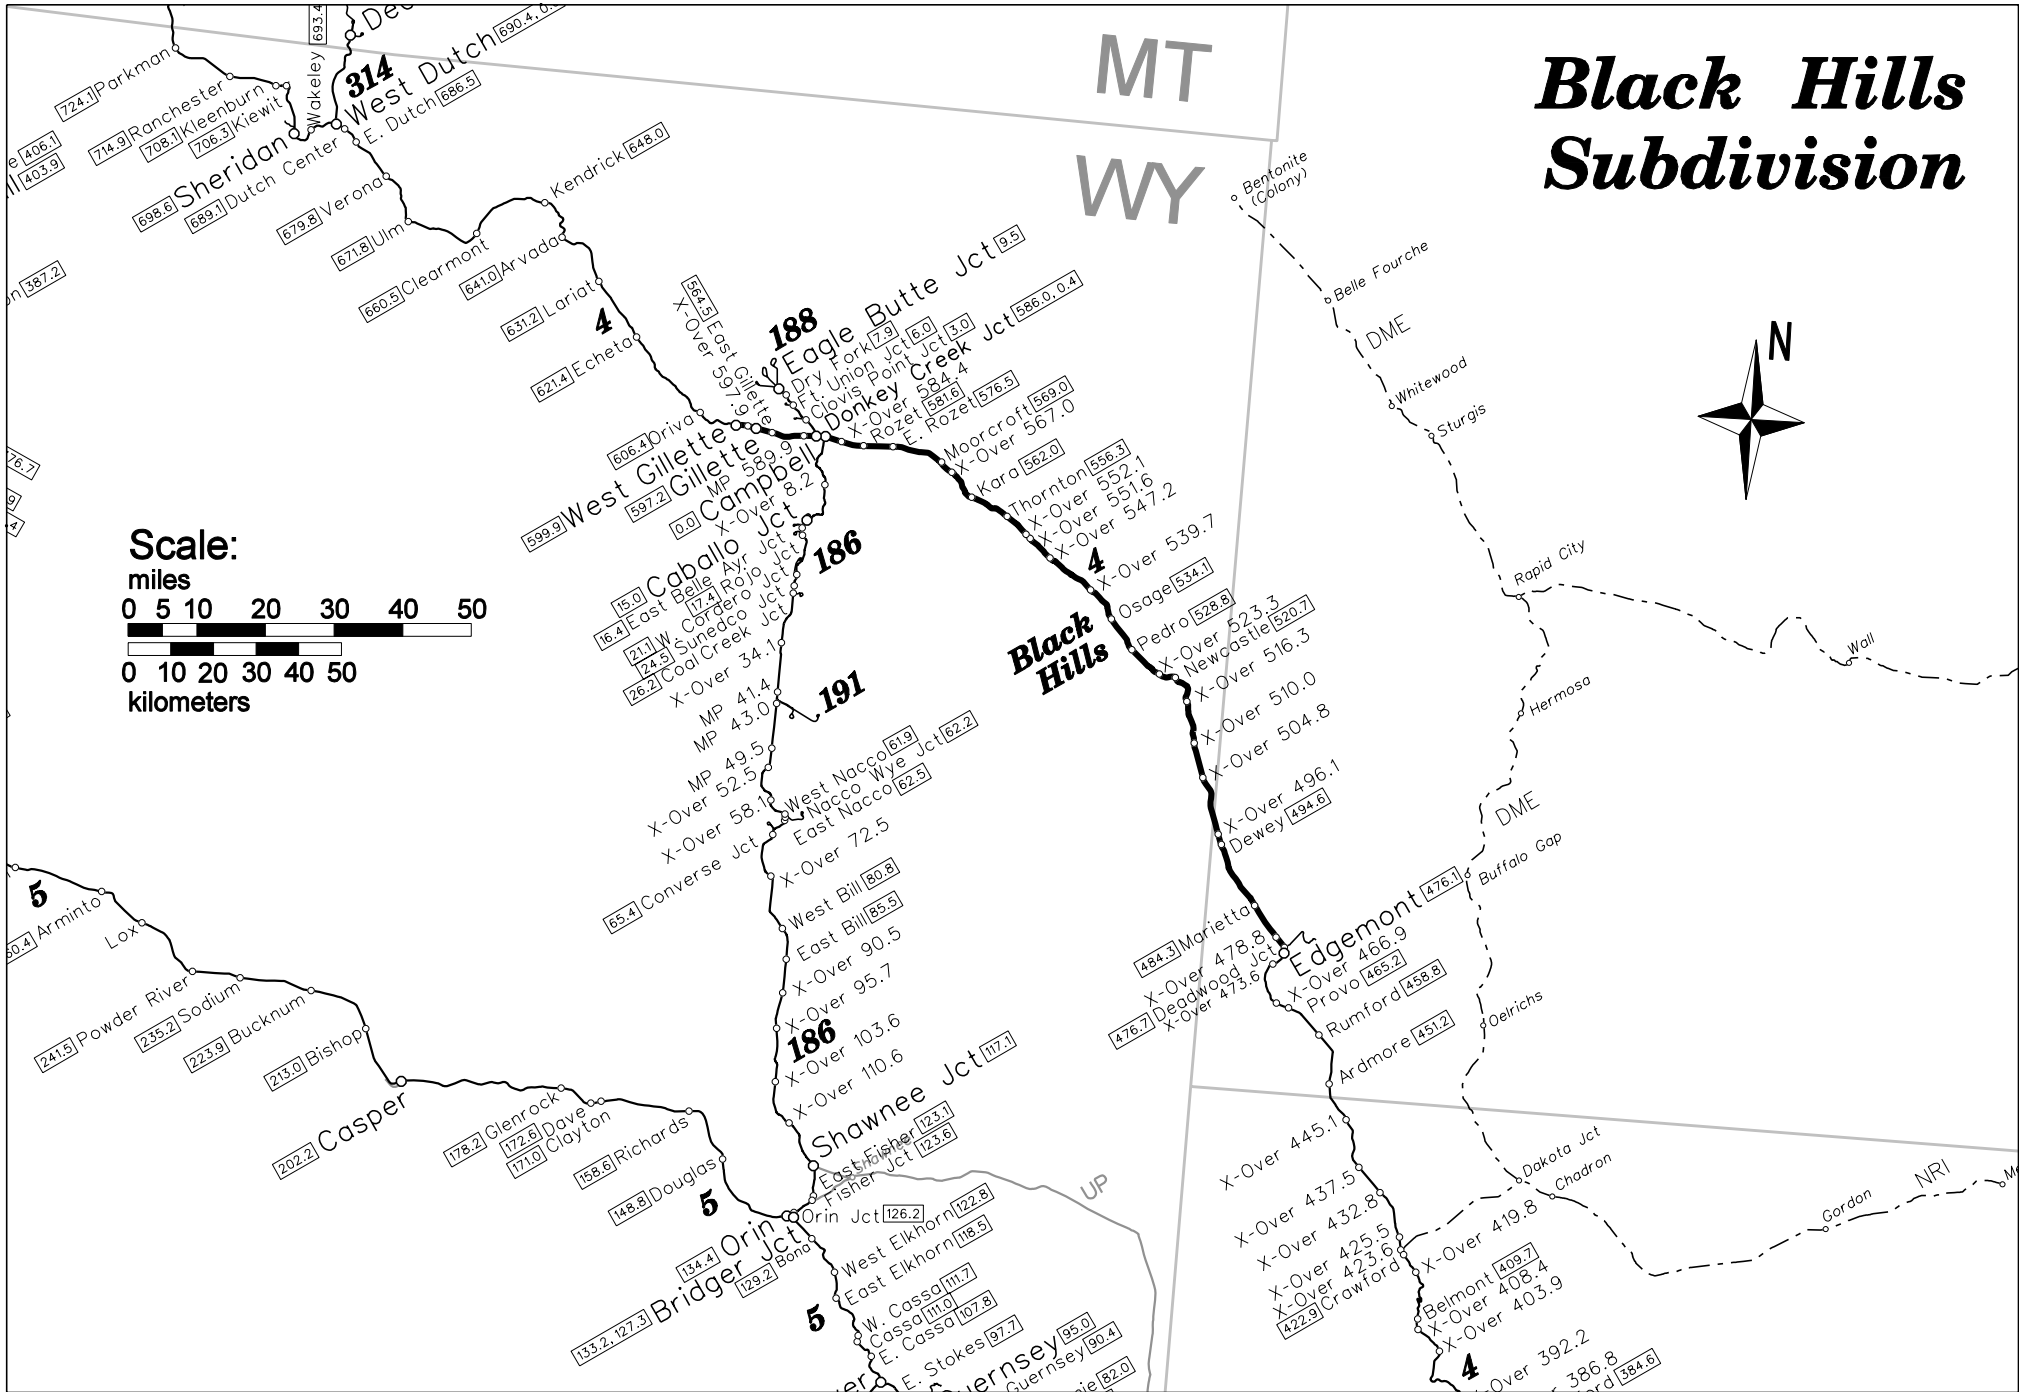 Black Hills
Subdivision
MT
WY
N
Scale:
miles
0 5 10 20 30 40 50
0 10 20 30 40 50
kilometers
724.1 Parkman
714.9 Ranchester
708.1 Kleenburn
706.3 Kiewit
Wakeley 693.4
314
West Dutch 690.4,
E. Dutch 686.5
698.6 Sheridan
689.1 Dutch Center
406.1
403.9
387.2
679.8 Verona
671.8 Ulm
660.5 Clearmont
Kendrick 648.0
641.0 Arvada
631.2 Lariat
4
621.4 Echeta
606.4 Oriva
599.9 West Gillette
597.2 Gillette
564.5 East Gillette
X-Over 597.9
MP 589.9
188
Eagle Butte Jct 9.5
Dry Fork 7.9
Ft. Union Jct 6.0
Clovis Point Jct 3.0
Donkey Creek Jct 586.0, 0.4
X-Over 584.4
Rozet 581.6
E. Rozet 576.5
Moorcroft 569.0
X-Over 567.0
Kara 562.0
Thornton 556.3
X-Over 552.1
X-Over 551.6
X-Over 547.2
4
X-Over 539.7
Osage 534.1
Black
Hills
Pedro 528.8
X-Over 523.3
Newcastle 520.7
X-Over 516.3
X-Over 510.0
X-Over 504.8
X-Over 496.1
Dewey 494.6
484.3 Marietta
X-Over 478.8
476.7 Deadwood Jct
X-Over 473.6
Edgemont 476.1
X-Over 466.9
Provo 465.2
Rumford 458.8
Ardmore 451.2
X-Over 445.1
X-Over 437.5
X-Over 432.8
X-Over 425.5
X-Over 423.6
422.9 Crawford
X-Over 419.8
Belmont 409.7
X-Over 408.4
X-Over 403.9
4
X-Over 392.2
386.8
384.6
0.0 Campbell
X-Over 8.2
15.0 Caballo Jct
16.4 East Belle Ayr Jct
17.4 Rojo Jct
186
21.1 W. Cordero Jct
24.5 Sunedco Jct
26.2 Coal Creek Jct
X-Over 34.1
MP 41.4
MP 43.0
191
MP 49.5
X-Over 52.5
X-Over 58.1
West Nacco 61.9
Nacco Wye Jct 62.2
East Nacco 62.5
65.4 Converse Jct
X-Over 72.5
West Bill 80.8
East Bill 85.5
X-Over 90.5
X-Over 95.7
186
X-Over 103.6
X-Over 110.6
Shawnee Jct 117.1
Shawnee
East Fisher 123.1
Fisher Jct 123.6
Orin Jct 126.2
UP
5
Arminto
Lox
241.5 Powder River
235.2 Sodium
223.9 Bucknum
213.0 Bishop
202.2 Casper
178.2 Glenrock
172.6 Dave
171.0 Clayton
158.6 Richards
148.8 Douglas
5
134.4 Orin
133.2, 127.3 Bridger Jct
129.2 Bona
West Elkhorn 122.8
East Elkhorn 118.5
5
W. Cassa 111.7
Cassa 111.0
E. Cassa 107.8
E. Stokes 97.7
Guernsey 95.0
Guernsey 90.4
82.0
Bentonite
(Colony)
Belle Fourche
DME
Whitewood
Sturgis
Rapid City
Wall
Hermosa
DME
Buffalo Gap
Oelrichs
Dakota Jct
Chadron
Gordon
NRI